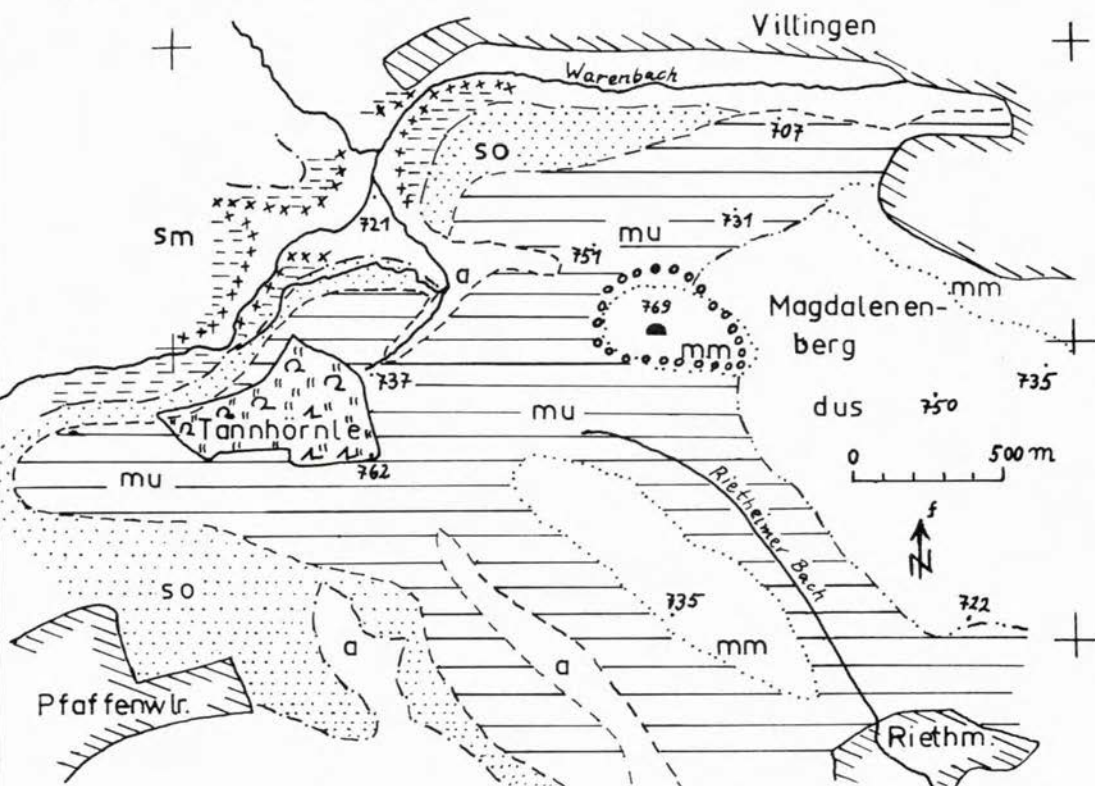 Villingen
Warenbach
707
so
sm
721
mu
731
751
a
769
mm
mm
Magdalenen-
berg
737
735
dus
750
mu
Tannhörnle
762
mu
0 500 m
Riethelmer Bach
f
N
so
735
722
mm
a
a
Pfaffenwlr.
Riethm.